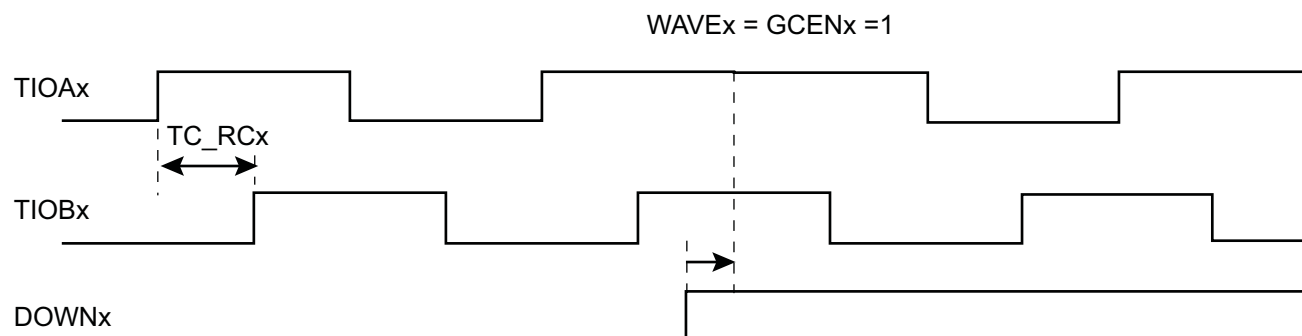 WAVEx = GCENx =1
TIOAx
TC_RCx
TIOBx
DOWNx